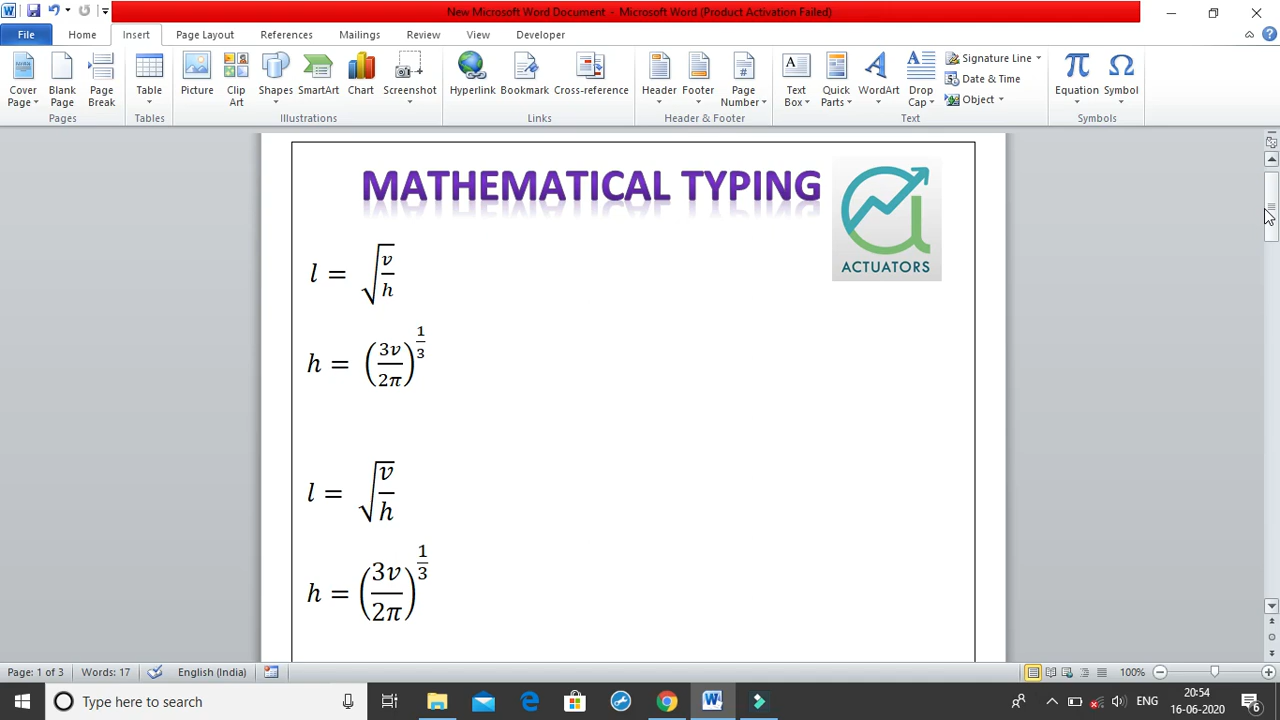 New Microsoft Word Document - Microsoft Word (Product Activation Failed)
File Home Insert Page Layout References Mailings Review View Developer
Cover Page
Blank Page
Page Break
Table
Picture
Clip Art
Shapes
SmartArt
Chart
Screenshot
Hyperlink
Bookmark
Cross-reference
Header
Footer
Page Number
Text Box
Quick Parts
WordArt
Drop Cap
Signature Line
Date & Time
Object
Equation
Symbol
Pages Tables Illustrations Links Header & Footer Text Symbols
MATHEMATICAL TYPING
ACTUATORS
l = √(v/h)
h = (3v/2π)^(1/3)
l = √(v/h)
h = (3v/2π)^(1/3)
Page: 1 of 3 Words: 17 English (India) 100%
Type here to search
ENG
20:54
16-06-2020
6